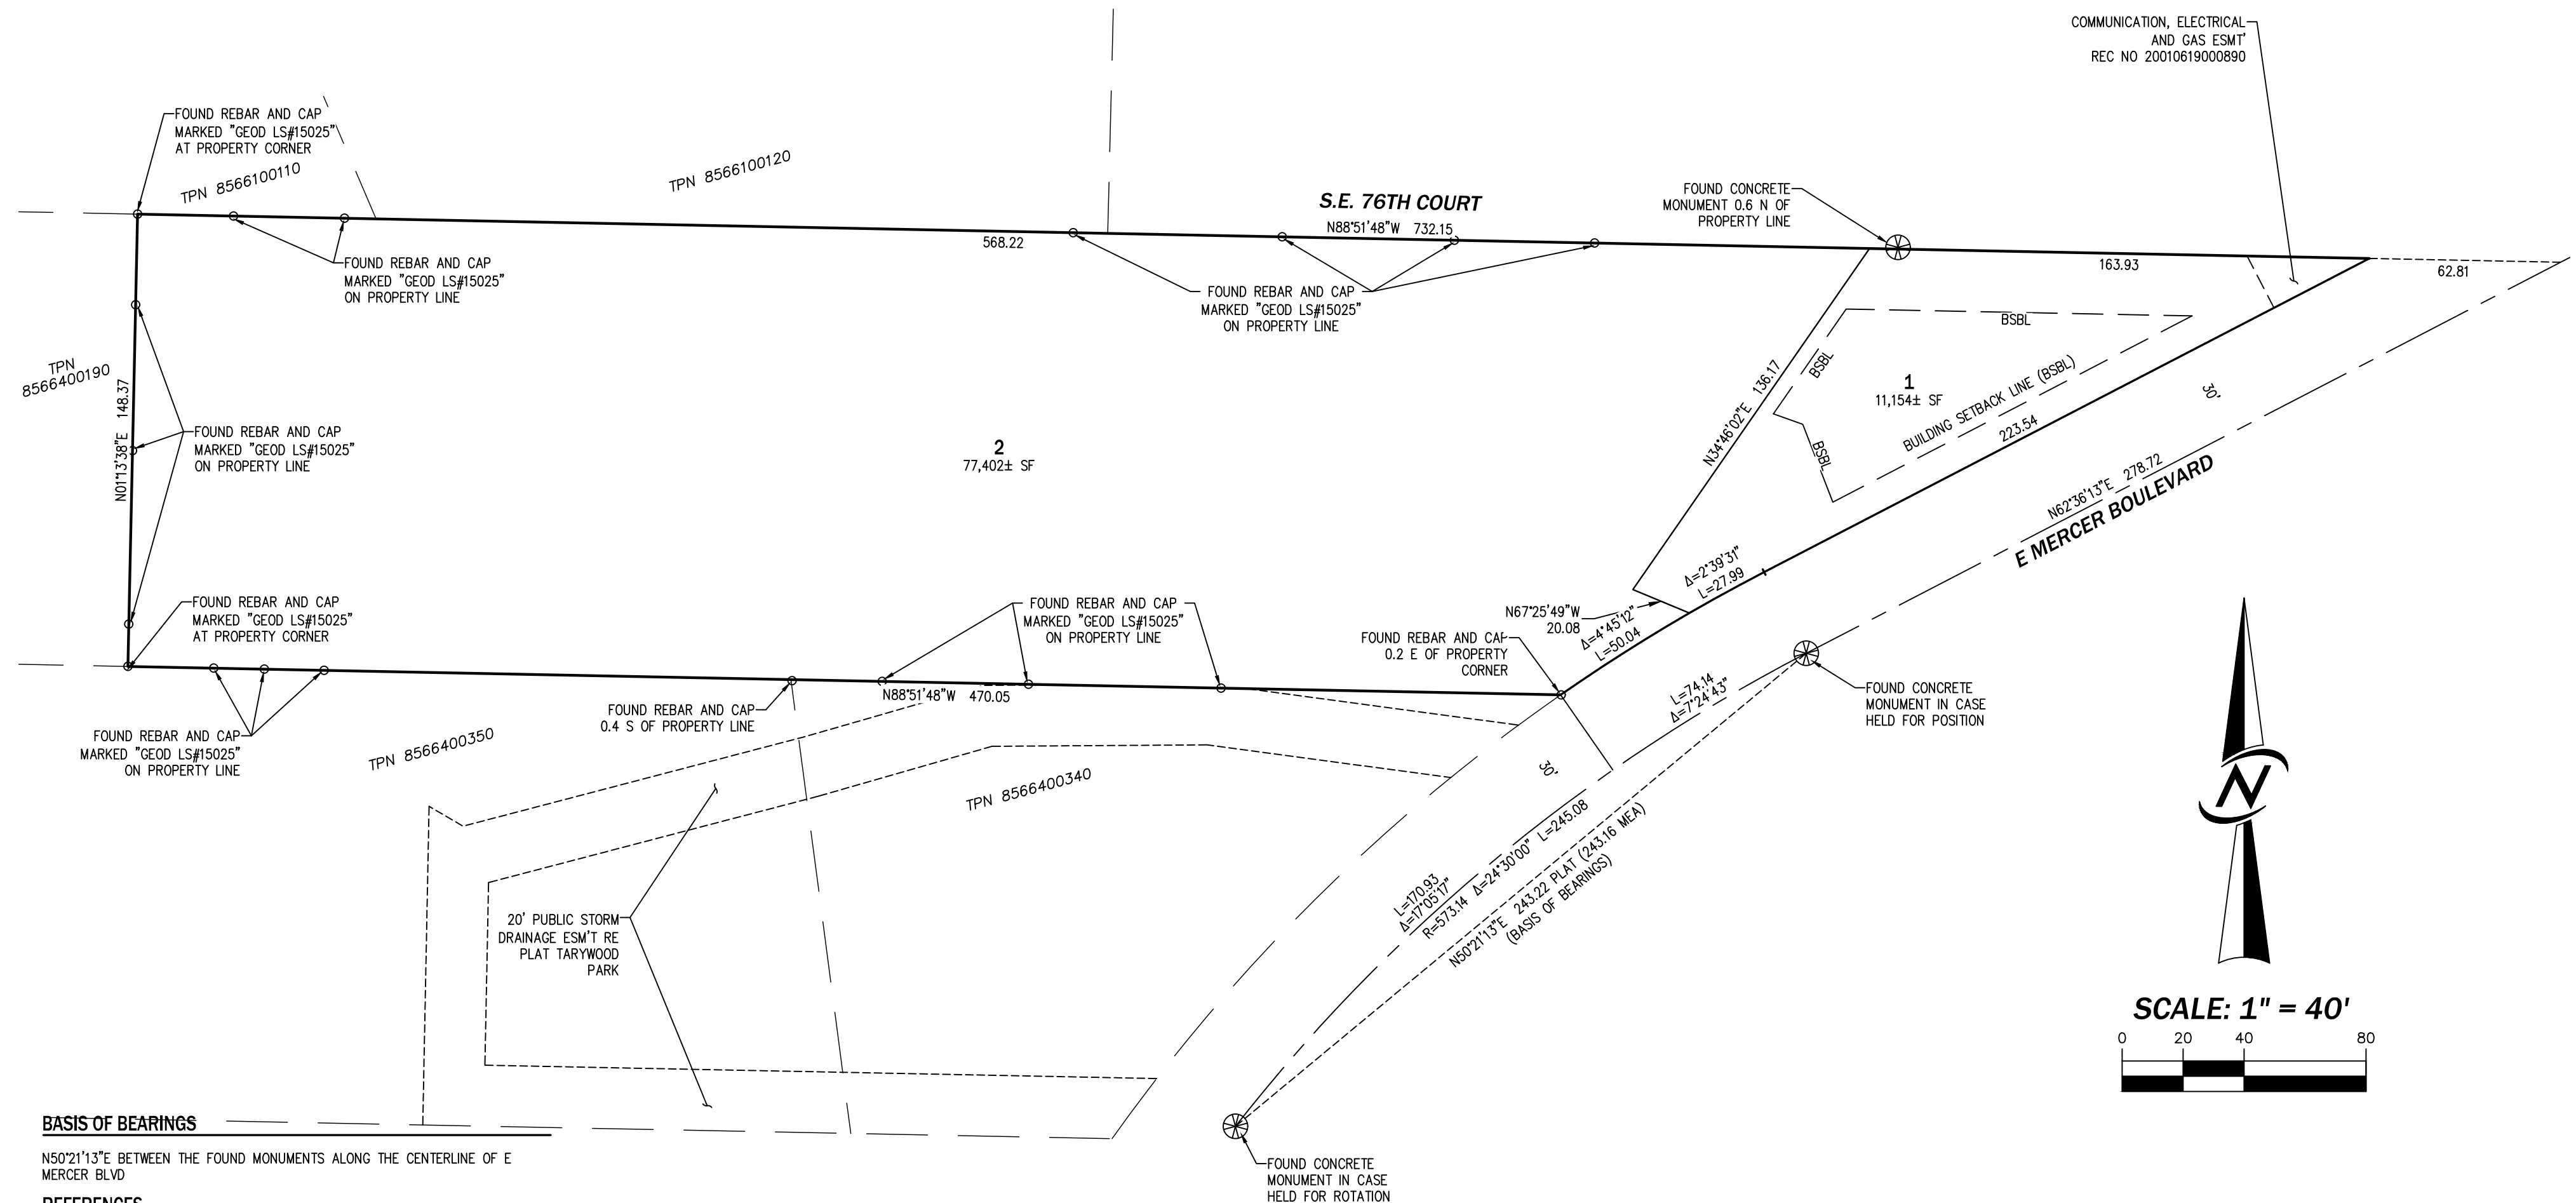 COMMUNICATION, ELECTRICAL
AND GAS ESMT'
REC NO 20010619000890
FOUND REBAR AND CAP
MARKED "GEOD LS#15025"
AT PROPERTY CORNER
TPN 8566100110
TPN 8566100120
S.E. 76TH COURT
N88°51'48"W 732.15
568.22
FOUND CONCRETE
MONUMENT 0.6 N OF
PROPERTY LINE
163.93
62.81
FOUND REBAR AND CAP
MARKED "GEOD LS#15025"
ON PROPERTY LINE
FOUND REBAR AND CAP
MARKED "GEOD LS#15025"
ON PROPERTY LINE
BSBL
BSBL
BSBL
BUILDING SETBACK LINE (BSBL)
1
11,154± SF
223.54
30'
N34°46'02"E 136.17
TPN
8566400190
N01°13'38"E 148.37
FOUND REBAR AND CAP
MARKED "GEOD LS#15025"
ON PROPERTY LINE
2
77,402± SF
N62°36'13"E 278.72
E MERCER BOULEVARD
Δ=2°39'31"
L=27.99
N67°25'49"W
20.08
Δ=4°45'12"
L=50.04
FOUND REBAR AND CAP
MARKED "GEOD LS#15025"
AT PROPERTY CORNER
FOUND REBAR AND CAP
MARKED "GEOD LS#15025"
ON PROPERTY LINE
FOUND REBAR AND CAP
0.2 E OF PROPERTY
CORNER
N88°51'48"W 470.05
FOUND REBAR AND CAP
0.4 S OF PROPERTY LINE
FOUND REBAR AND CAP
MARKED "GEOD LS#15025"
ON PROPERTY LINE
TPN 8566400350
TPN 8566400340
L=74.14
Δ=7°24'43"
FOUND CONCRETE
MONUMENT IN CASE
HELD FOR POSITION
30'
L=170.93
Δ=17°05'17"
R=573.14 Δ=24°30'00" L=245.08
N50°21'13"E 243.22 PLAT (243.16 MEA)
(BASIS OF BEARINGS)
20' PUBLIC STORM
DRAINAGE ESM'T RE
PLAT TARYWOOD
PARK
N
SCALE: 1" = 40'
0 20 40 80
BASIS OF BEARINGS
N50°21'13"E BETWEEN THE FOUND MONUMENTS ALONG THE CENTERLINE OF E
MERCER BLVD
FOUND CONCRETE
MONUMENT IN CASE
HELD FOR ROTATION
REFERENCES